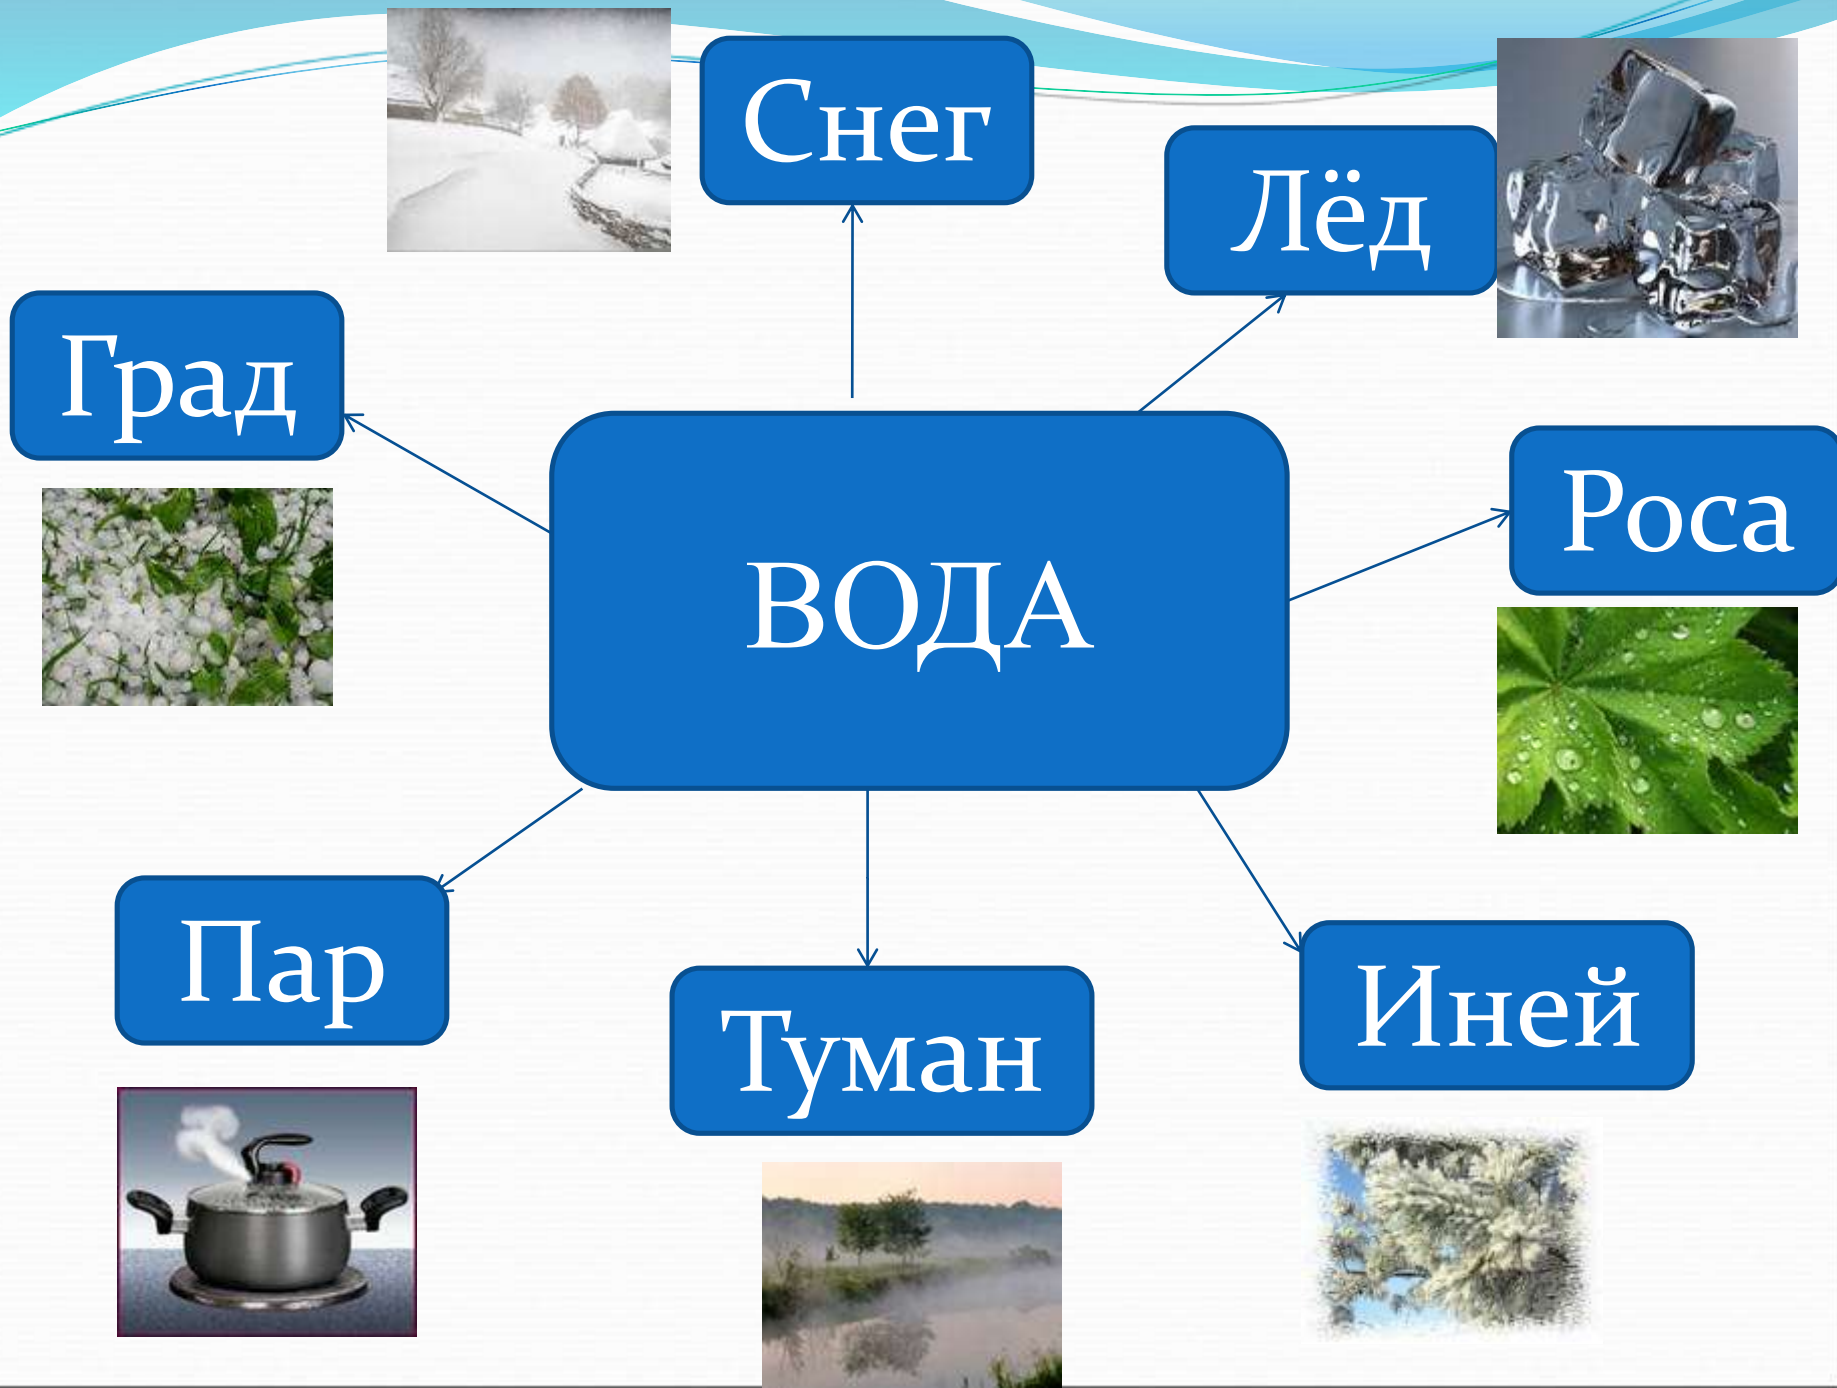 Снег
Лёд
Град
Роса
ВОДА
Пар
Туман
Иней